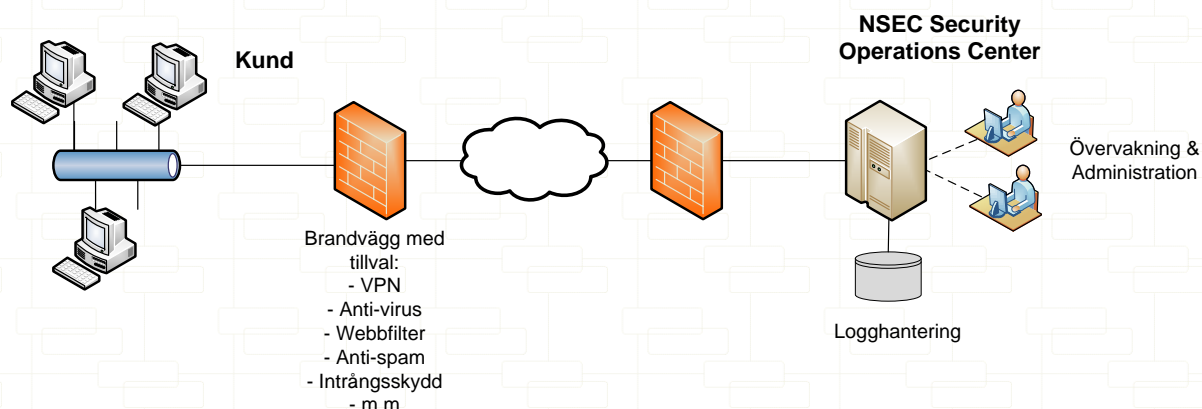 Kund
NSEC Security
Operations Center
Övervakning &
Administration
Brandvägg med
tillval:
- VPN
- Anti-virus
- Webbfilter
- Anti-spam
- Intrångsskydd
- m m
Logghantering